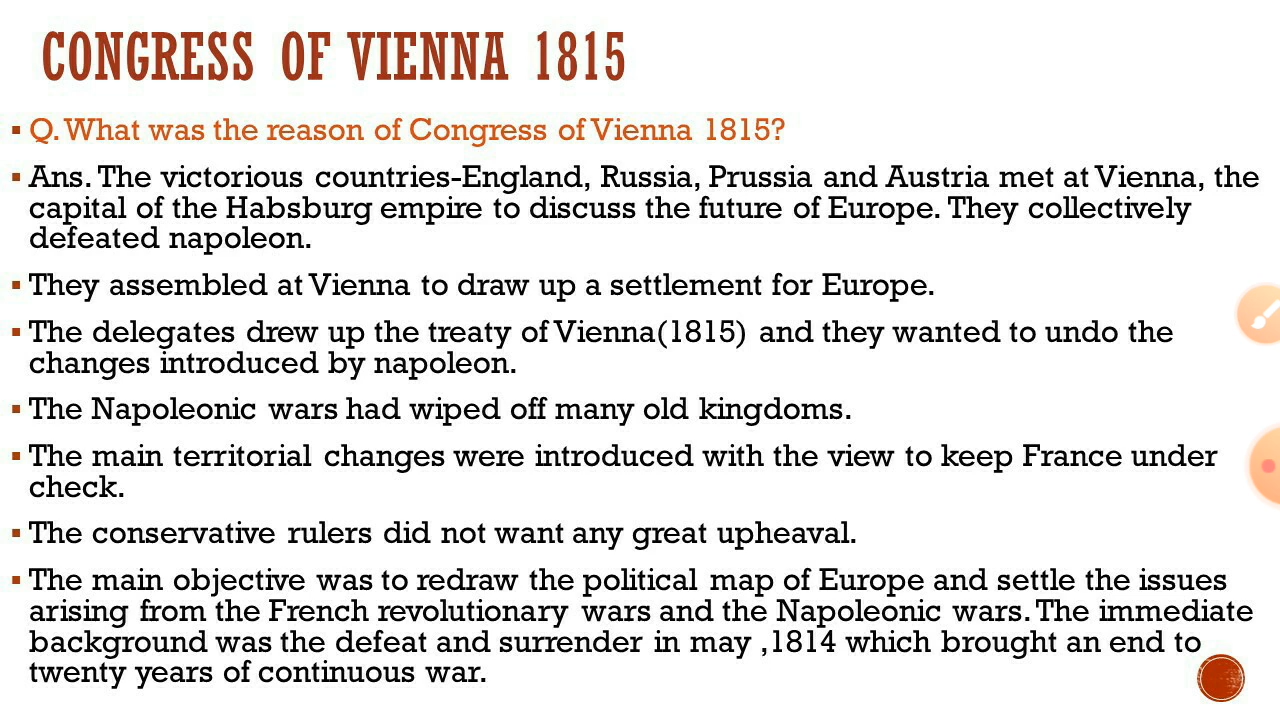 CONGRESS OF VIENNA 1815
▪ Q. What was the reason of Congress of Vienna 1815?
▪ Ans. The victorious countries-England, Russia, Prussia and Austria met at Vienna, the
capital of the Habsburg empire to discuss the future of Europe. They collectively
defeated napoleon.
▪ They assembled at Vienna to draw up a settlement for Europe.
▪ The delegates drew up the treaty of Vienna(1815) and they wanted to undo the
changes introduced by napoleon.
▪ The Napoleonic wars had wiped off many old kingdoms.
▪ The main territorial changes were introduced with the view to keep France under
check.
▪ The conservative rulers did not want any great upheaval.
▪ The main objective was to redraw the political map of Europe and settle the issues
arising from the French revolutionary wars and the Napoleonic wars. The immediate
background was the defeat and surrender in may ,1814 which brought an end to
twenty years of continuous war.